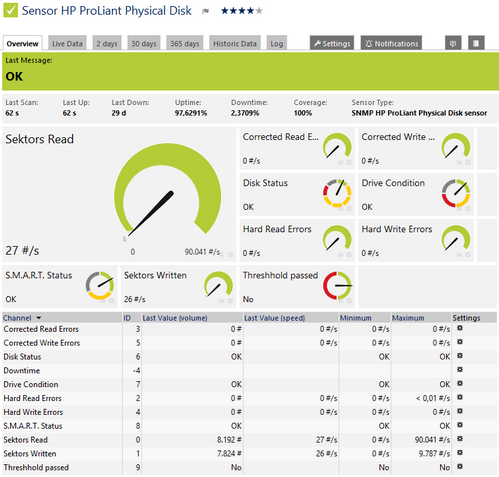 Sensor HP ProLiant Physical Disk
Overview Live Data 2 days 30 days 365 days Historic Data Log Settings Notifications
Last Message:
OK
Last Scan: Last Up: Last Down: Uptime: Downtime: Coverage: Sensor Type:
62 s 62 s 29 d 97,6291% 2,3709% 100% SNMP HP ProLiant Physical Disk sensor
Sektors Read
27 #/s
0 90.041 #/s
Corrected Read E...
0 #/s
Corrected Write ...
0 #/s
Disk Status
OK
Drive Condition
OK
Hard Read Errors
0 #/s
Hard Write Errors
0 #/s
S.M.A.R.T. Status
OK
Sektors Written
26 #/s
Threshhold passed
No
Channel ID Last Value (volume) Last Value (speed) Minimum Maximum Settings
Corrected Read Errors 3 0 # 0 #/s 0 #/s 0 #/s
Corrected Write Errors 5 0 # 0 #/s 0 #/s 0 #/s
Disk Status 6 OK OK OK
Downtime -4
Drive Condition 7 OK OK OK
Hard Read Errors 2 0 # 0 #/s 0 #/s < 0,01 #/s
Hard Write Errors 4 0 # 0 #/s 0 #/s 0 #/s
S.M.A.R.T. Status 8 OK OK OK
Sektors Read 0 8.192 # 27 #/s 0 #/s 90.041 #/s
Sektors Written 1 7.824 # 26 #/s 0 #/s 9.787 #/s
Threshhold passed 9 No No No